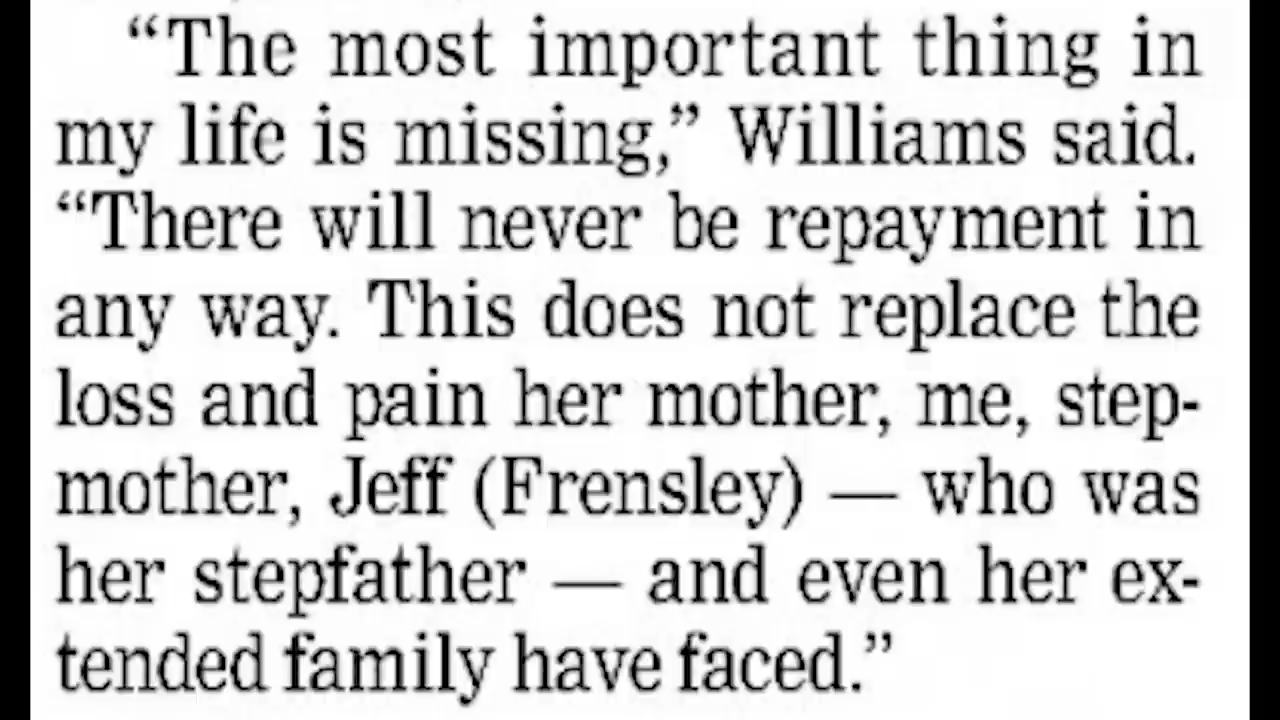 “The most important thing in
my life is missing,” Williams said.
“There will never be repayment in
any way. This does not replace the
loss and pain her mother, me, step-
mother, Jeff (Frensley) — who was
her stepfather — and even her ex-
tended family have faced.”